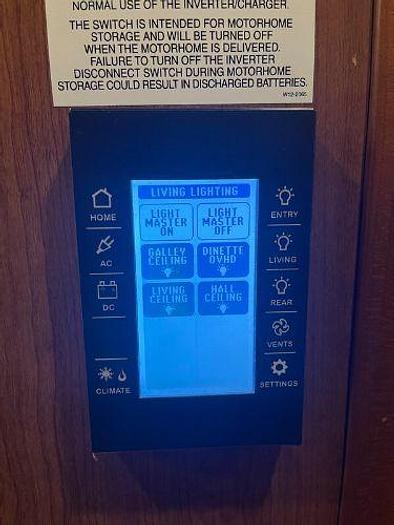 NORMAL USE OF THE INVERTER/CHARGER.
THE SWITCH IS INTENDED FOR MOTORHOME
STORAGE AND WILL BE TURNED OFF
WHEN THE MOTORHOME IS DELIVERED.
FAILURE TO TURN OFF THE INVERTER
DISCONNECT SWITCH DURING MOTORHOME
STORAGE COULD RESULT IN DISCHARGED BATTERIES.
LIVING LIGHTING
LIGHT MASTER ON
LIGHT MASTER OFF
GALLEY CEILING
DINETTE OVHD
LIVING CEILING
HALL CEILING
HOME
AC
DC
CLIMATE
ENTRY
LIVING
REAR
VENTS
SETTINGS